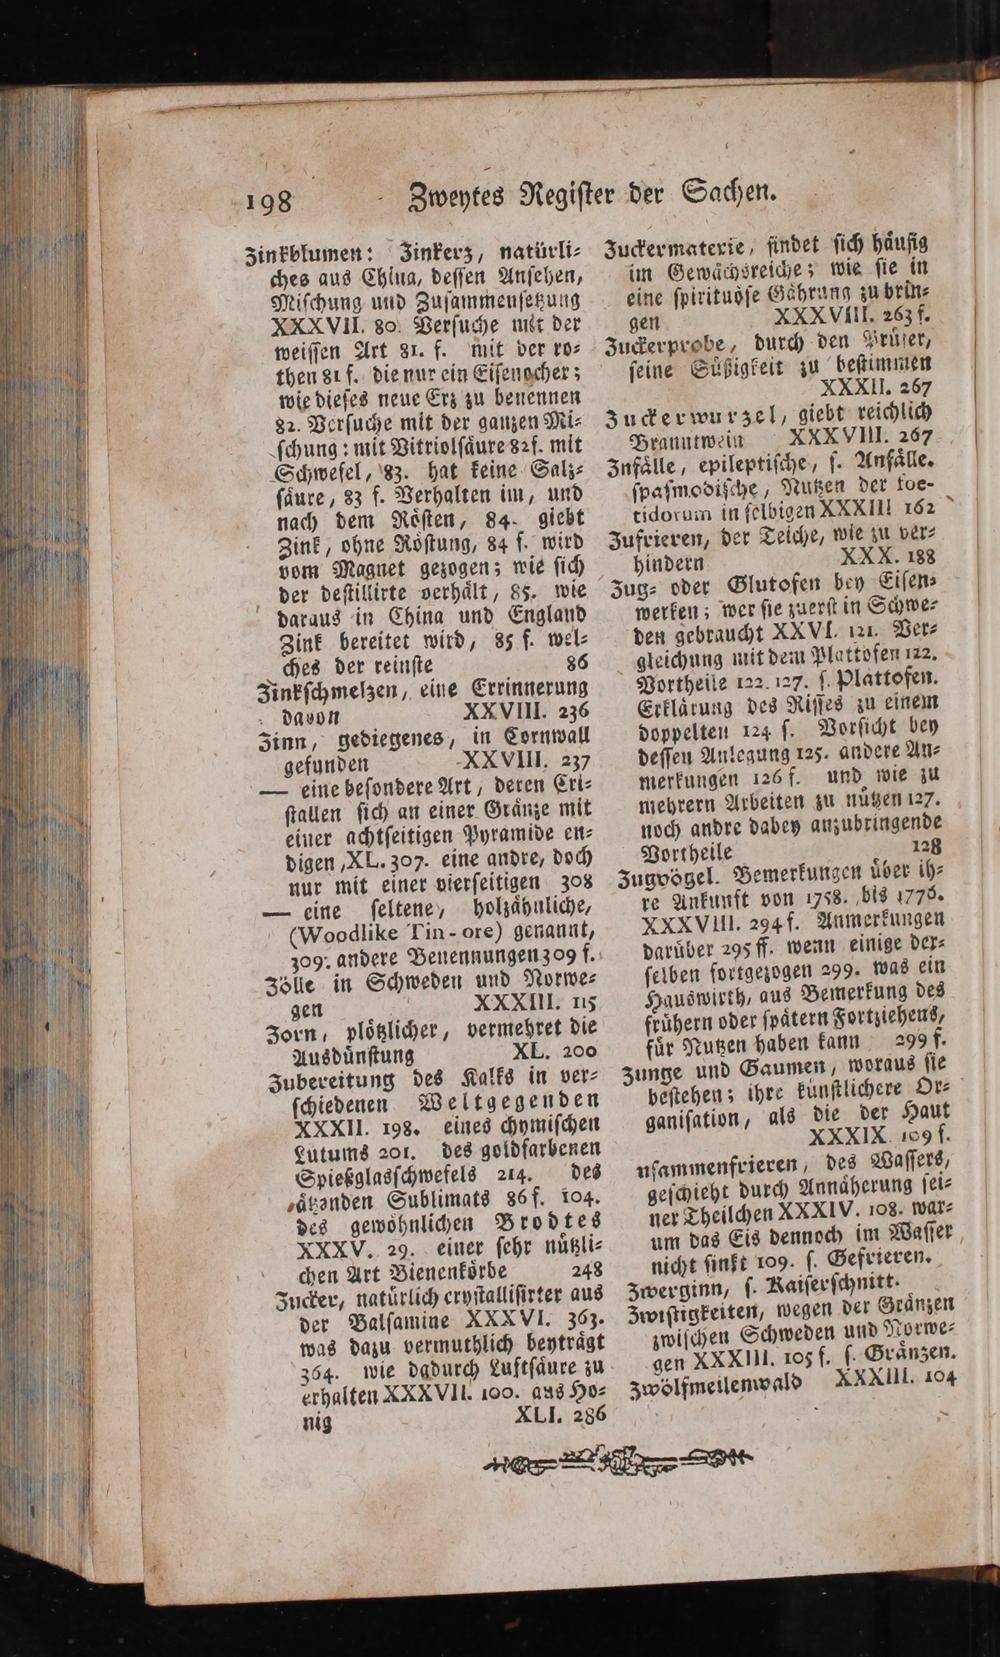 198 Zweytes Regiſter der Sachen.
Zinkblumen: Zinkerz, natürli⸗
ches aus China, deſſen Anſehen,
Miſchung und Zuſammenſetzung
XXXVII. 80. Verſuche mit der
weiſſen Art 81. f. mit der ro⸗
then 81 f. die nur ein Eiſenocher;
wie dieſes neue Erz zu benennen
82. Verſuche mit der ganzen Mi⸗
ſchung: mit Vitriolſäure 82f. mit
Schwefel, 83. hat keine Salz⸗
ſäure, 83 f. Verhalten im, und
nach dem Röſten, 84. giebt
Zink, ohne Röſtung, 84 f. wird
vom Magnet gezogen; wie ſich
der deſtillirte verhält, 85. wie
daraus in China und England
Zink bereitet wird, 85 f. wel⸗
ches der reinſte 86
Zinkſchmelzen, eine Errinnerung
davon XXVIII. 236
Zinn, gediegenes, in Cornwall
gefunden XXVIII. 237
— eine beſondere Art, deren Cri⸗
ſtallen ſich an einer Gränze mit
einer achtſeitigen Pyramide en⸗
digen, XL. 307. eine andre, doch
nur mit einer vierſeitigen 308
— eine ſeltene, holzähnliche,
(Woodlike Tin-ore) genannt,
309. andere Benennungen 309 f.
Zölle in Schweden und Norwe⸗
gen XXXIII. 115
Zorn, plötzlicher, vermehret die
Ausdünſtung XL. 200
Zubereitung des Kalks in ver⸗
ſchiedenen Weltgegenden
XXXII. 198. eines chymiſchen
Lutums 201. des goldfarbenen
Spießglasſchwefels 214. des
ätzenden Sublimats 86 f. 104.
des gewöhnlichen Brodtes
XXXV. 29. einer ſehr nützli⸗
chen Art Bienenkörbe 248
Zucker, natürlich cryſtalliſirter aus
der Balſamine XXXVI. 363.
was dazu vermuthlich beyträgt
364. wie dadurch Luftſäure zu
erhalten XXXVII. 100. aus Ho⸗
nig XLI. 286
Zuckermaterie, findet ſich häufig
im Gewächsreiche; wie ſie in
eine ſpirituöſe Gährung zu brin⸗
gen XXXVIII. 263 f.
Zuckerprobe, durch den Prüfer,
ſeine Süßigkeit zu beſtimmen
XXXII. 267
Zuckerwurzel, giebt reichlich
Branntwein XXXVIII. 267
Zufälle, epileptiſche, ſ. Anfälle.
ſpaſmodiſche, Nutzen der foe-
tidorum in ſelbigen XXXIII 162
Zufrieren, der Teiche, wie zu ver⸗
hindern XXX. 188
Zug⸗ oder Glutofen bey Eiſen⸗
werken; wer ſie zuerſt in Schwe⸗
den gebraucht XXVI. 121. Ver⸗
gleichung mit dem Plattofen 122.
Vortheile 122. 127. ſ. Plattofen.
Erklärung des Riſſes zu einem
doppelten 124 f. Vorſicht bey
deſſen Anlegung 125. andere An⸗
merkungen 126 f. und wie zu
mehrern Arbeiten zu nützen 127.
noch andre dabey anzubringende
Vortheile 128
Zugvögel. Bemerkungen über ih⸗
re Ankunft von 1758. bis 1776.
XXXVIII. 294 f. Anmerkungen
darüber 295 ff. wenn einige der⸗
ſelben fortgezogen 299. was ein
Hauswirth, aus Bemerkung des
frühern oder ſpätern Fortziehens,
für Nutzen haben kann 299 f.
Zunge und Gaumen, woraus ſie
beſtehen; ihre künſtlichere Or⸗
ganiſation, als die der Haut
XXXIX. 109 f.
uſammenfrieren, des Waſſers,
geſchieht durch Annäherung ſei⸗
ner Theilchen XXXIV. 108. war⸗
um das Eis dennoch im Waſſer
nicht ſinkt 109. ſ. Gefrieren.
Zwerginn, ſ. Kaiſerſchnitt.
Zwiſtigkeiten, wegen der Gränzen
zwiſchen Schweden und Norwe⸗
gen XXXIII. 105 f. ſ. Gränzen.
Zwölfmeilenwald XXXIII. 104